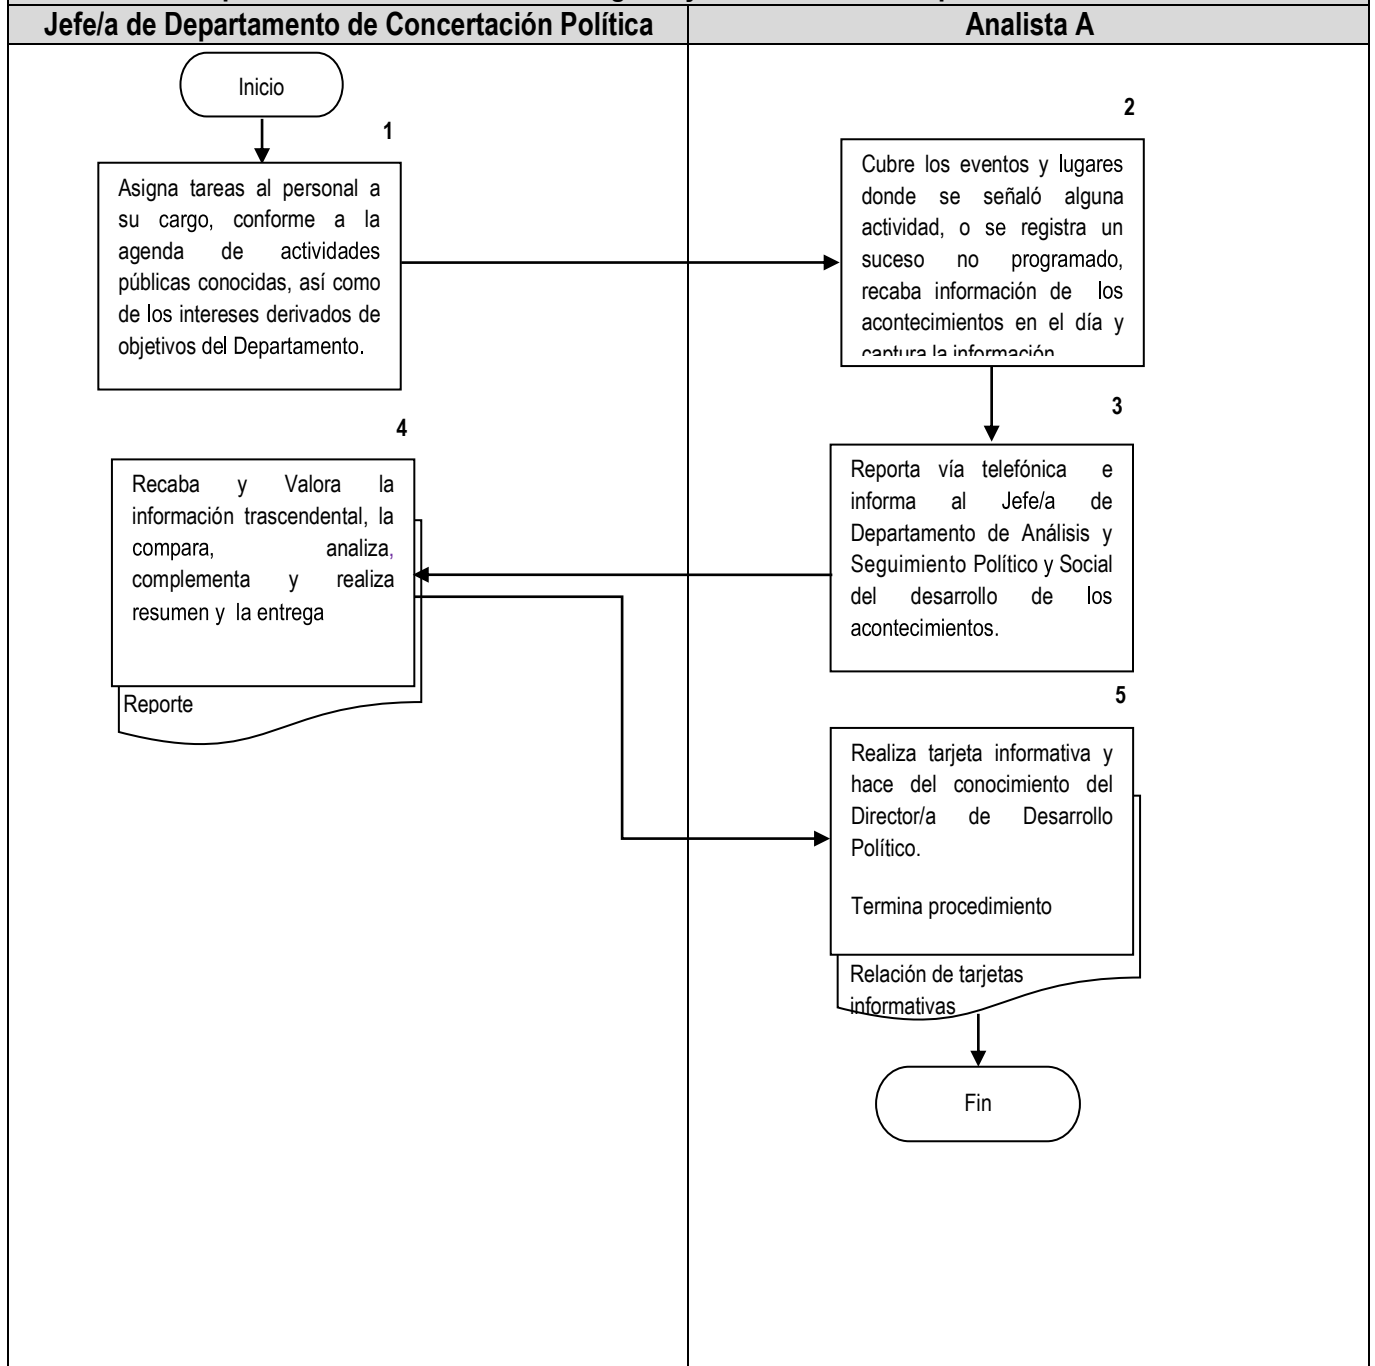 Jefe/a de Departamento de Concertación Política
Analista A
Inicio
1
Asigna tareas al personal a
su cargo, conforme a la
agenda de actividades
públicas conocidas, así como
de los intereses derivados de
objetivos del Departamento.
2
Cubre los eventos y lugares
donde se señaló alguna
actividad, o se registra un
suceso no programado,
recaba información de los
acontecimientos en el día y
captura la información
3
Reporta vía telefónica e
informa al Jefe/a de
Departamento de Análisis y
Seguimiento Político y Social
del desarrollo de los
acontecimientos.
4
Recaba y Valora la
información trascendental, la
compara, analiza,
complementa y realiza
resumen y la entrega
Reporte
5
Realiza tarjeta informativa y
hace del conocimiento del
Director/a de Desarrollo
Político.
Termina procedimiento
Relación de tarjetas
informativas
Fin